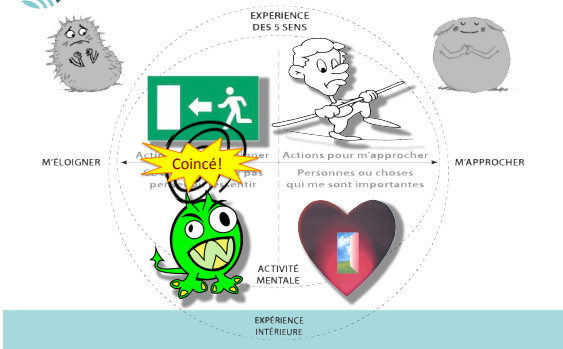 EXPÉRIENCE
DES 5 SENS
M'ÉLOIGNER
Coincé!
Actions pour m'approcher
M'APPROCHER
pas
Personnes ou choses
qui me sont importantes
ACTIVITÉ
MENTALE
EXPÉRIENCE
INTÉRIEURE